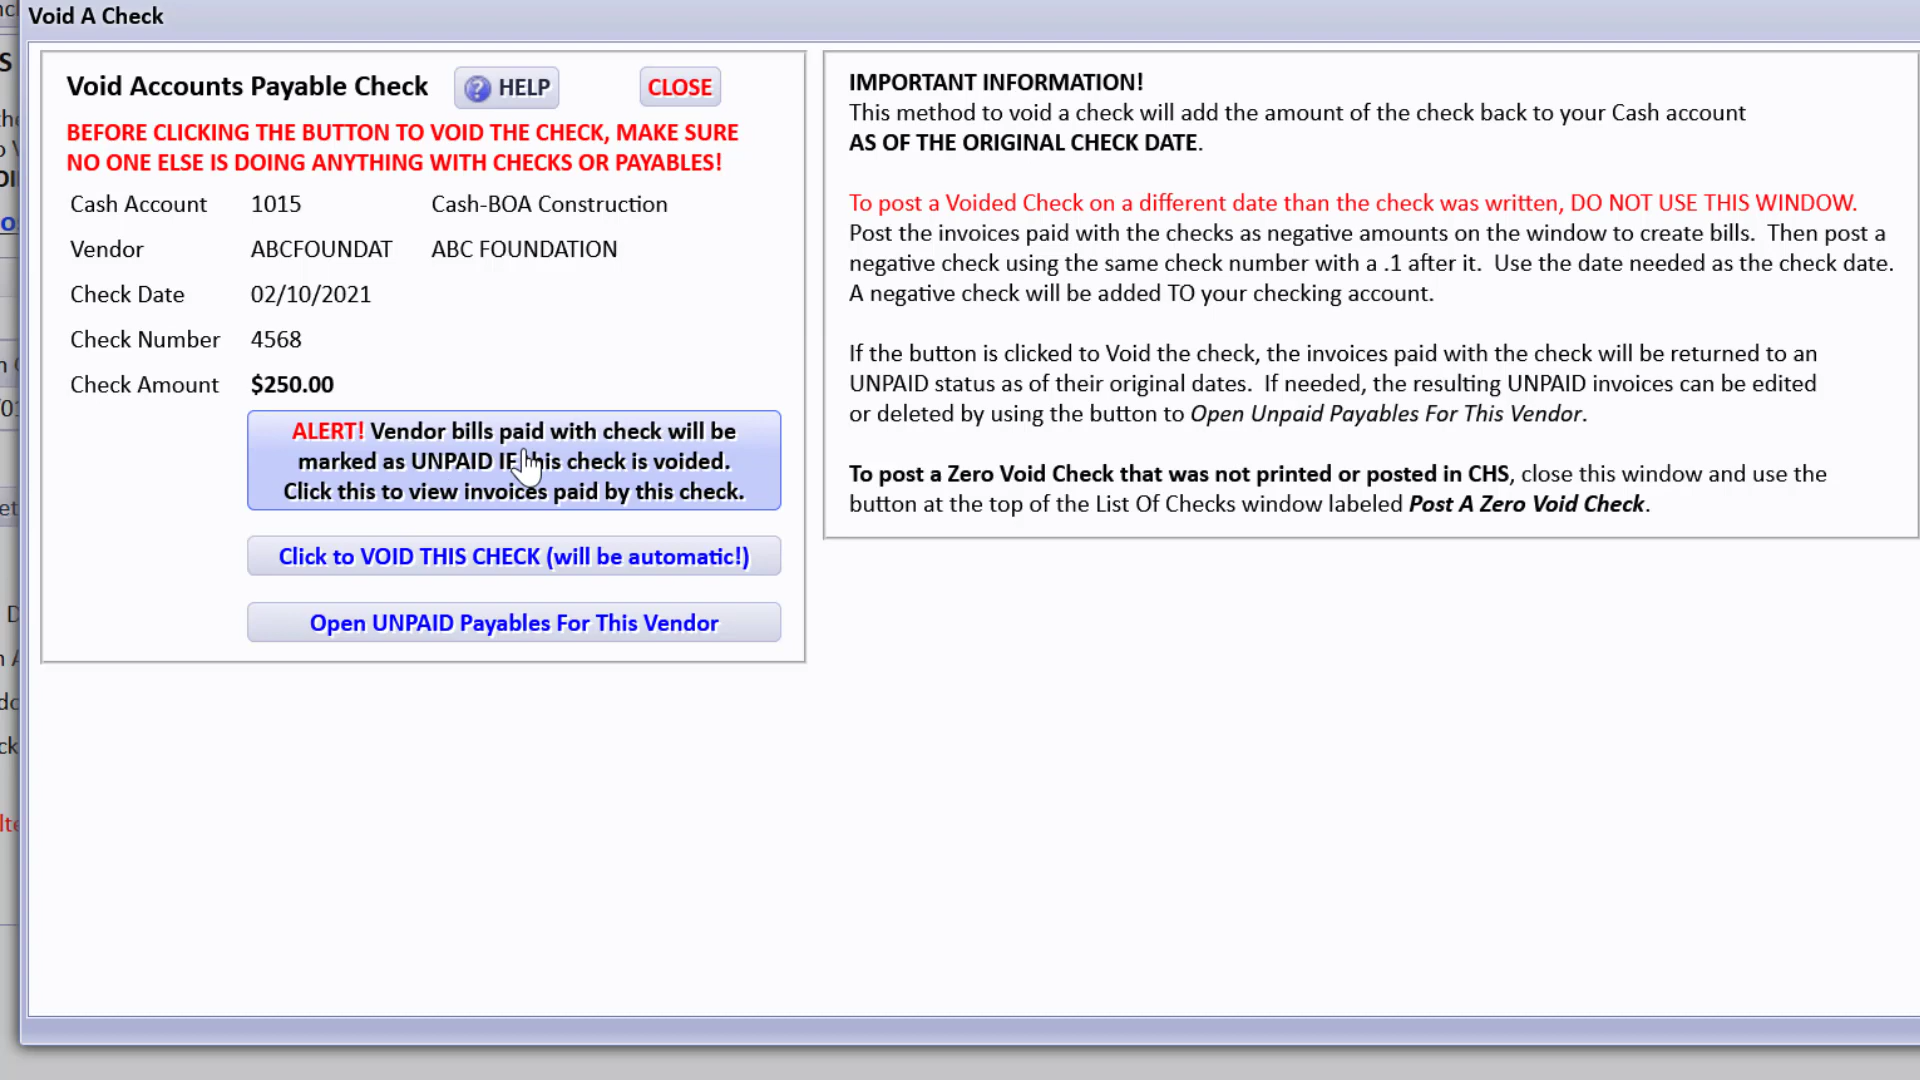 Void A Check
Void Accounts Payable Check
HELP
CLOSE
BEFORE CLICKING THE BUTTON TO VOID THE CHECK, MAKE SURE
NO ONE ELSE IS DOING ANYTHING WITH CHECKS OR PAYABLES!
Cash Account 1015 Cash-BOA Construction
Vendor ABCFOUNDAT ABC FOUNDATION
Check Date 02/10/2021
Check Number 4568
Check Amount $250.00
ALERT! Vendor bills paid with check will be
marked as UNPAID IF this check is voided.
Click this to view invoices paid by this check.
Click to VOID THIS CHECK (will be automatic!)
Open UNPAID Payables For This Vendor
IMPORTANT INFORMATION!
This method to void a check will add the amount of the check back to your Cash account
AS OF THE ORIGINAL CHECK DATE.
To post a Voided Check on a different date than the check was written, DO NOT USE THIS WINDOW.
Post the invoices paid with the checks as negative amounts on the window to create bills. Then post a
negative check using the same check number with a .1 after it. Use the date needed as the check date.
A negative check will be added TO your checking account.
If the button is clicked to Void the check, the invoices paid with the check will be returned to an
UNPAID status as of their original dates. If needed, the resulting UNPAID invoices can be edited
or deleted by using the button to Open Unpaid Payables For This Vendor.
To post a Zero Void Check that was not printed or posted in CHS, close this window and use the
button at the top of the List Of Checks window labeled Post A Zero Void Check.